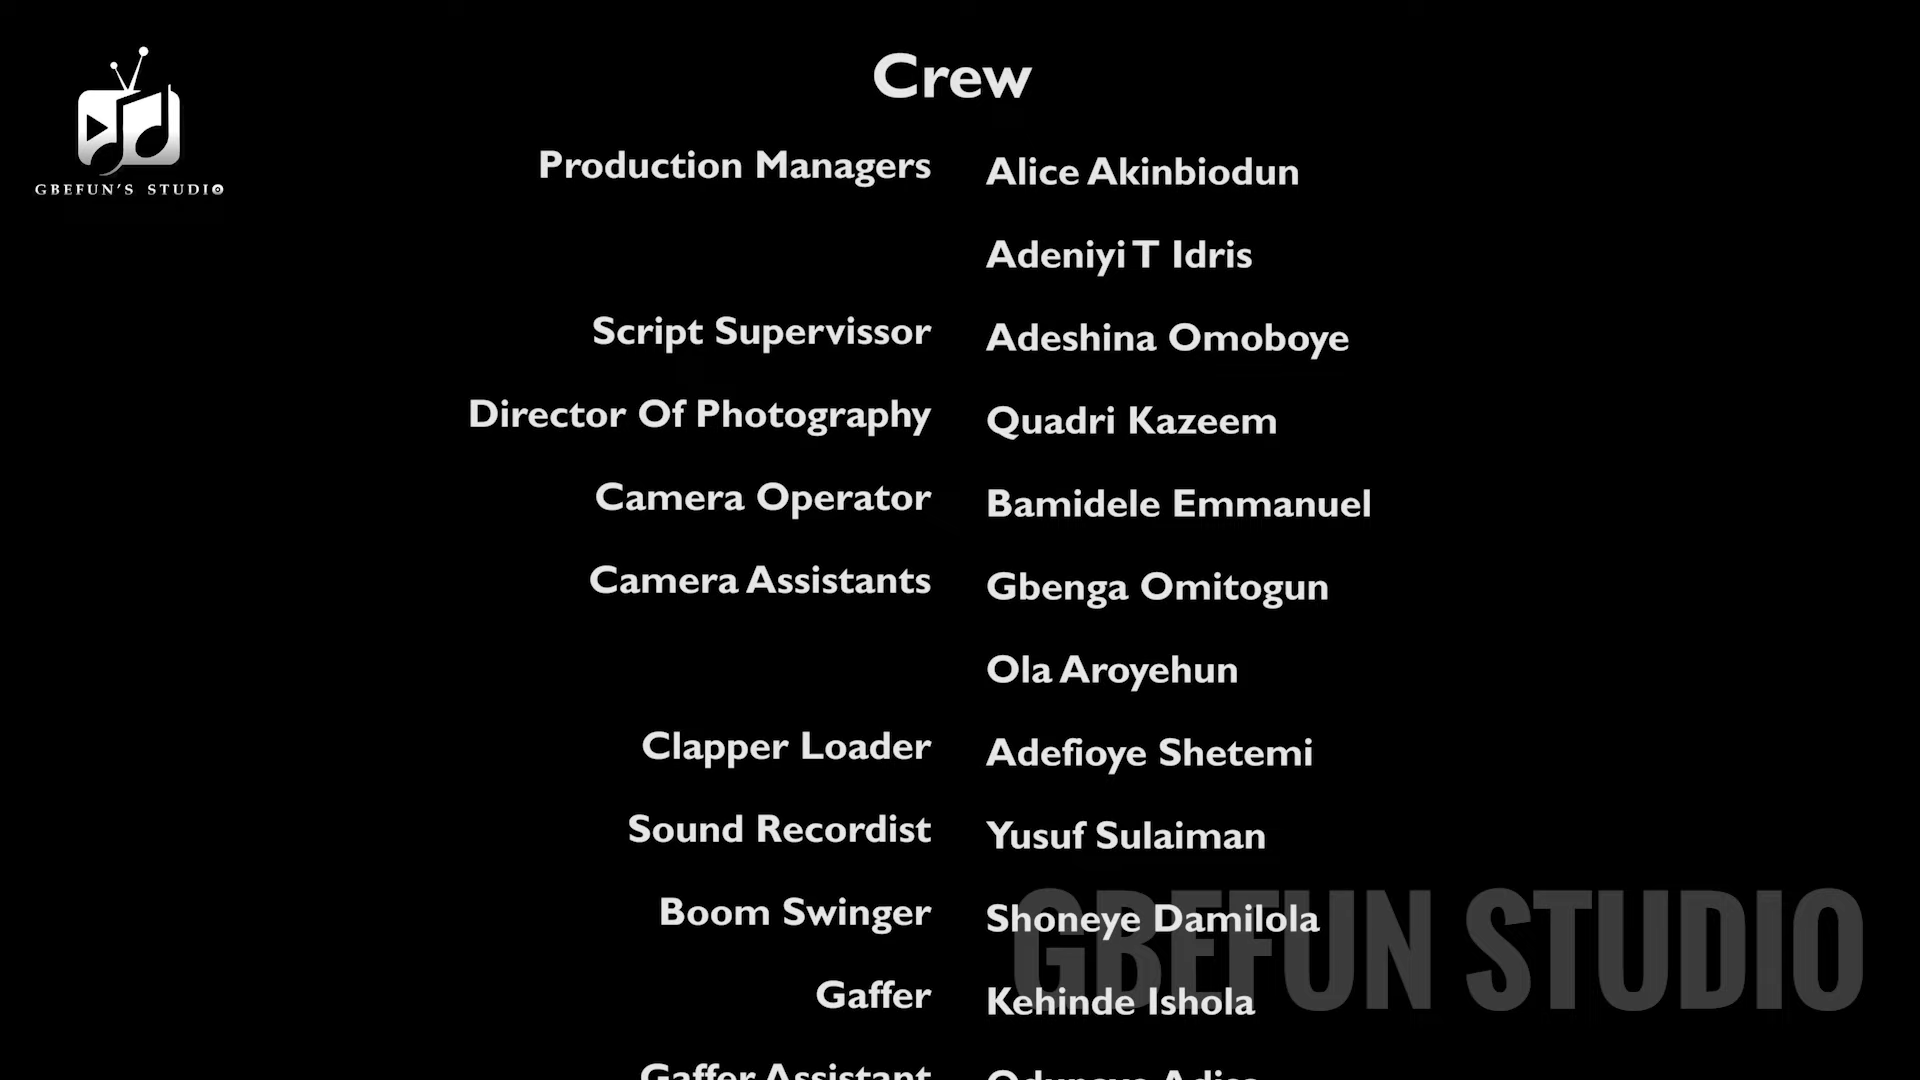 Crew
GBEFUN'S STUDIO
Production Managers Alice Akinbiodun
Adeniyi T Idris
Script Supervissor Adeshina Omoboye
Director Of Photography Quadri Kazeem
Camera Operator Bamidele Emmanuel
Camera Assistants Gbenga Omitogun
Ola Aroyehun
Clapper Loader Adefioye Shetemi
Sound Recordist Yusuf Sulaiman
Boom Swinger Shoneye Damilola
GBEFUN STUDIO
Gaffer Kehinde Ishola
Gaffer Assistant